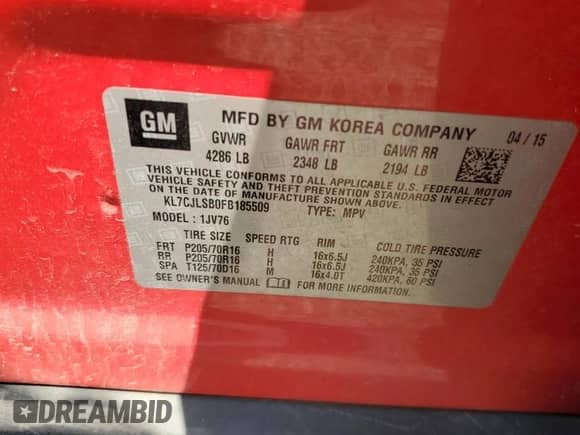 GM
MFD BY GM KOREA COMPANY 04 / 15
GVWR GAWR FRT GAWR RR
4286 LB 2348 LB 2194 LB
THIS VEHICLE CONFORMS TO ALL APPLICABLE U.S. FEDERAL MOTOR
VEHICLE SAFETY, BUMPER, AND THEFT PREVENTION STANDARDS IN EFFECT
ON THE DATE OF MANUFACTURE SHOWN ABOVE.
KL7CJLSB0FB185509 TYPE: MPV
MODEL: 1JV76
TIRE SIZE SPEED RTG RIM COLD TIRE PRESSURE
FRT P205/70R16 H 16x6.5J 240KPA, 35 PSI
RR P205/70R16 H 16x6.5J 240KPA, 35 PSI
SPA T125/70D16 M 16x4.0T 420KPA, 60 PSI
SEE OWNER'S MANUAL FOR MORE INFORMATION.
DREAMBID